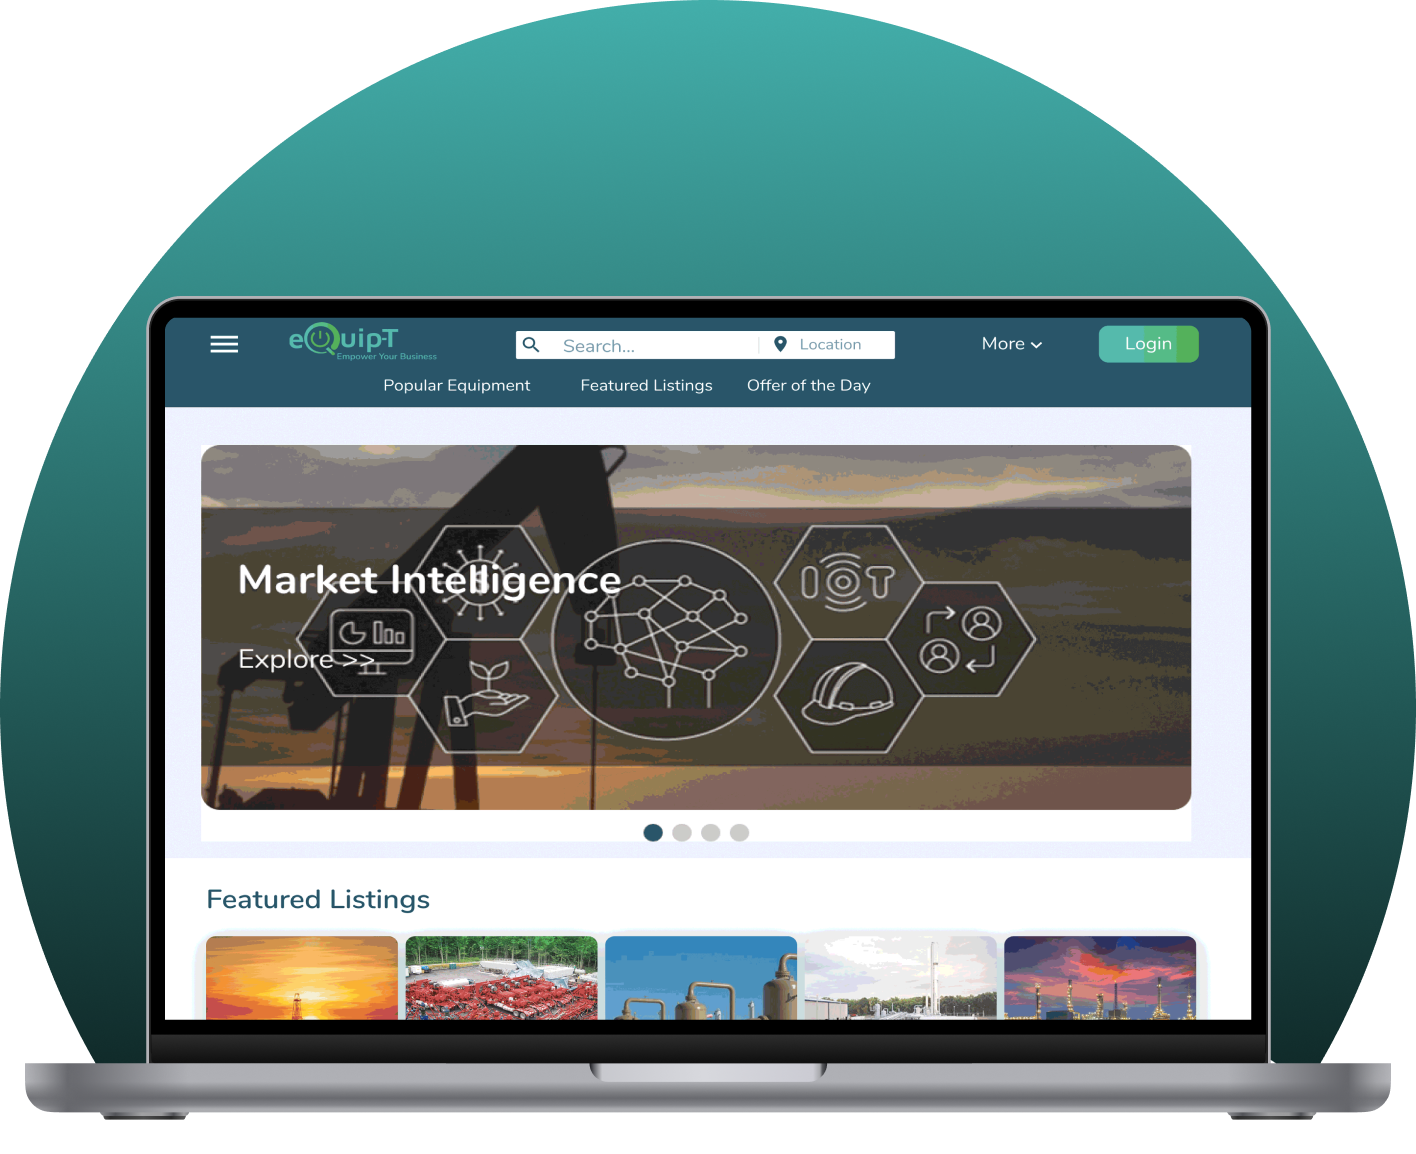 eQuip-T
Empower Your Business
Search...
Location
More
Login
Popular Equipment
Featured Listings
Offer of the Day
Market Intelligence
IOT
Explore >>
Featured Listings